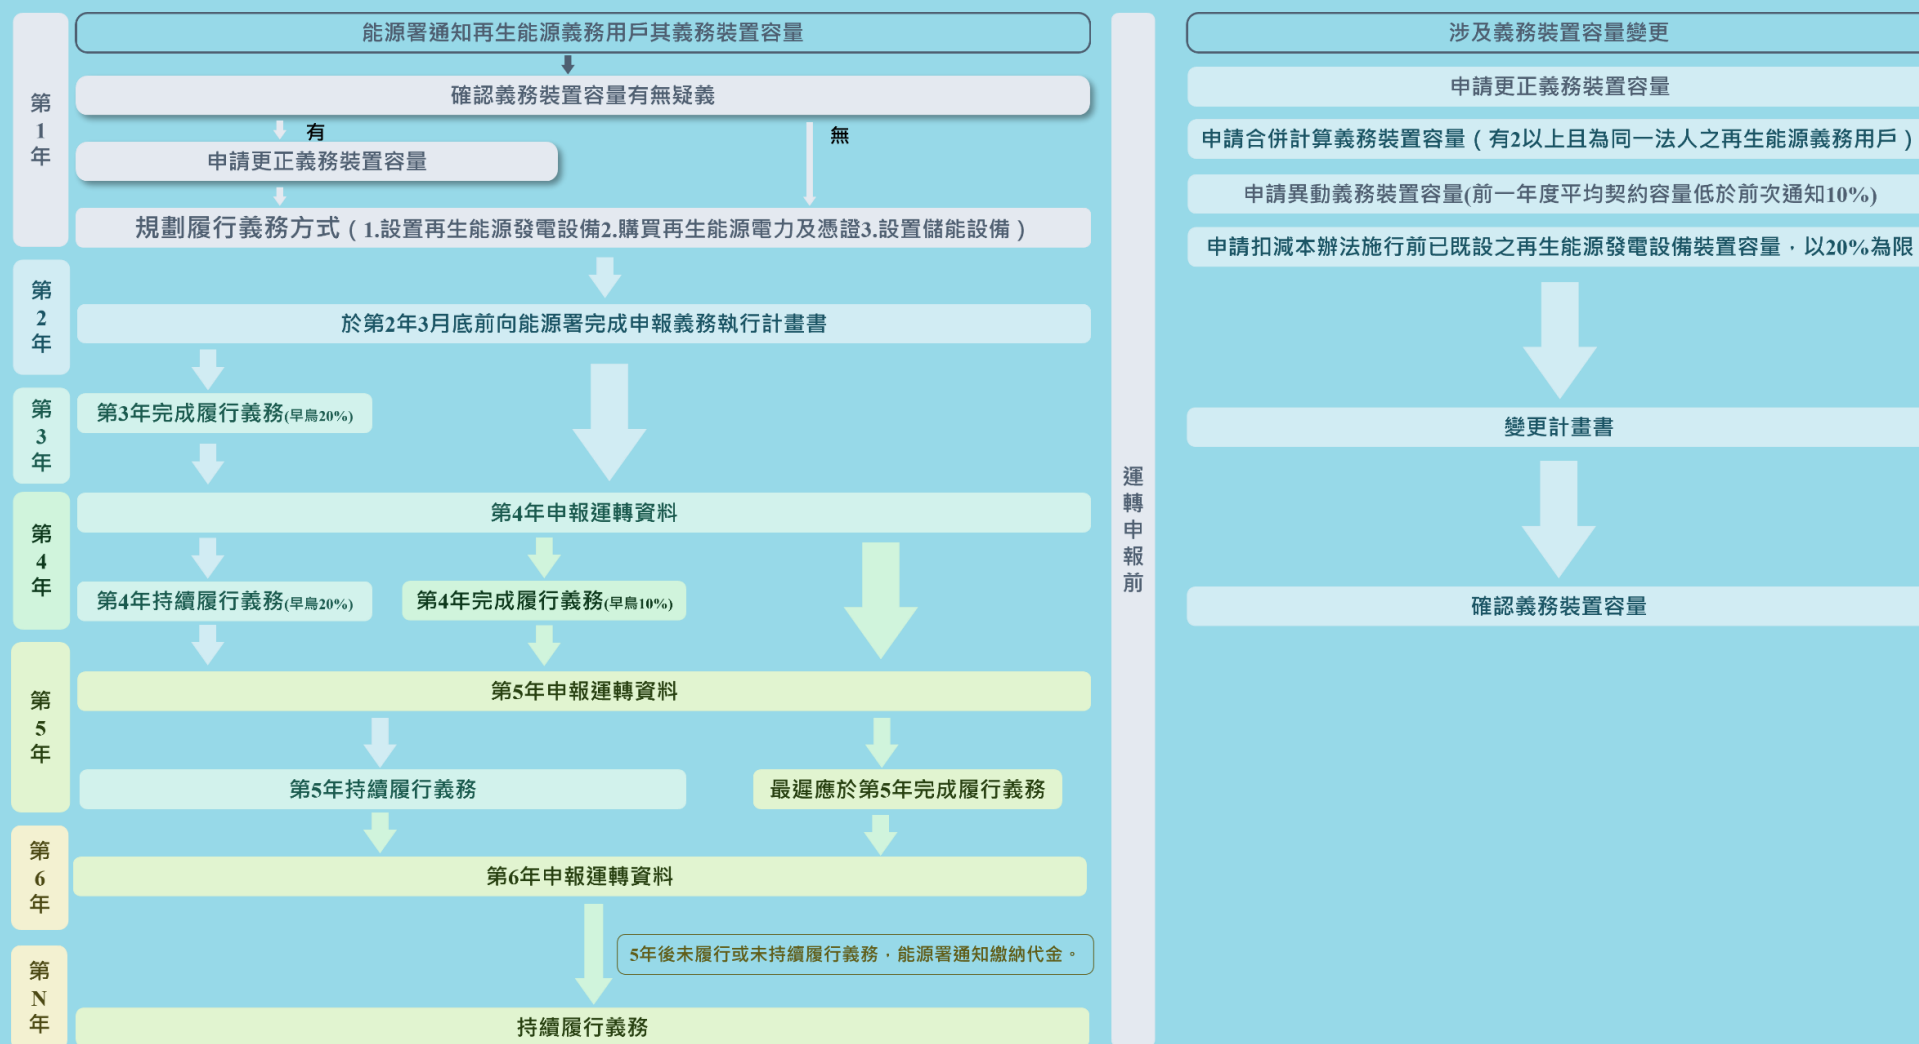 第1年
能源署通知再生能源義務用戶其義務裝置容量
確認義務裝置容量有無疑義
有
無
申請更正義務裝置容量
規劃履行義務方式（1.設置再生能源發電設備2.購買再生能源電力及憑證3.設置儲能設備）
第2年
於第2年3月底前向能源署完成申報義務執行計畫書
第3年
第3年完成履行義務(早鳥20%)
第4年
第4年申報運轉資料
第4年持續履行義務(早鳥20%)
第4年完成履行義務(早鳥10%)
第5年
第5年申報運轉資料
第5年持續履行義務
最遲應於第5年完成履行義務
第6年
第6年申報運轉資料
5年後未履行或未持續履行義務，能源署通知繳納代金。
第N年
持續履行義務
運轉申報前
涉及義務裝置容量變更
申請更正義務裝置容量
申請合併計算義務裝置容量（有2以上且為同一法人之再生能源義務用戶）
申請異動義務裝置容量(前一年度平均契約容量低於前次通知10%)
申請扣減本辦法施行前已既設之再生能源發電設備裝置容量，以20%為限
變更計畫書
確認義務裝置容量